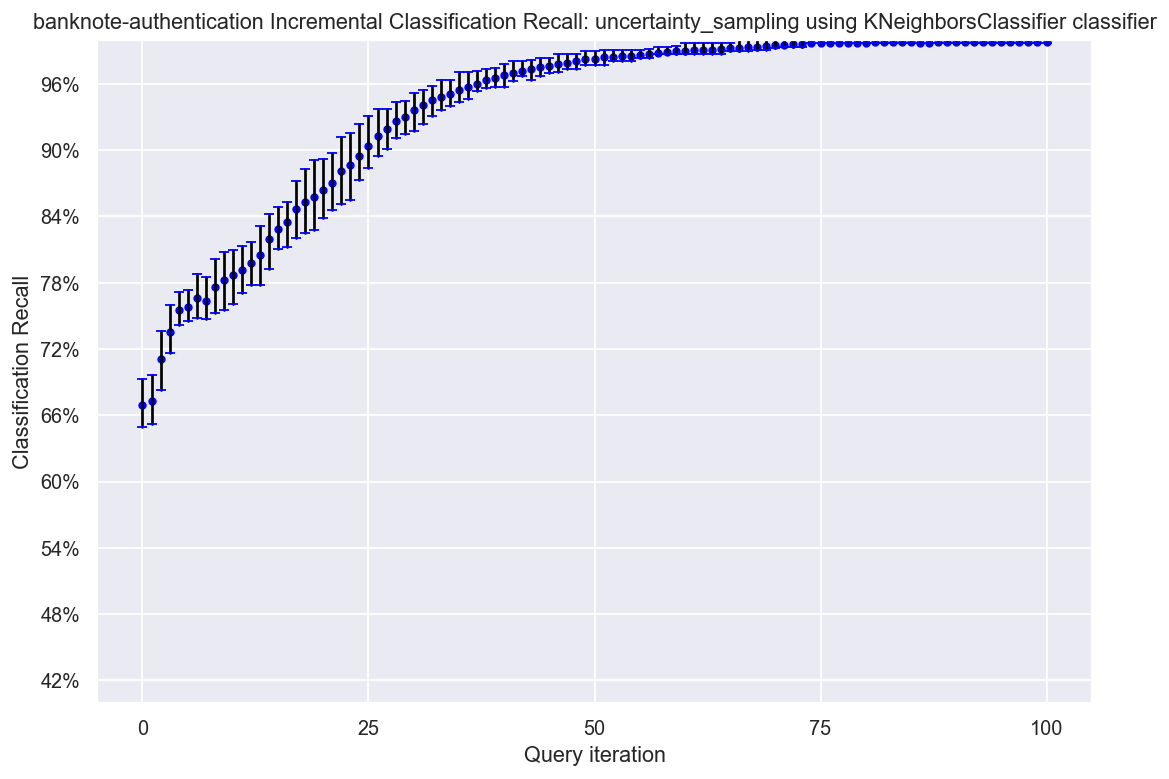 banknote-authentication Incremental Classification Recall: uncertainty_sampling using KNeighborsClassifier classifier
96%
90%
84%
78%
72%
66%
60%
54%
48%
42%
Classification Recall
0 25 50 75 100
Query iteration